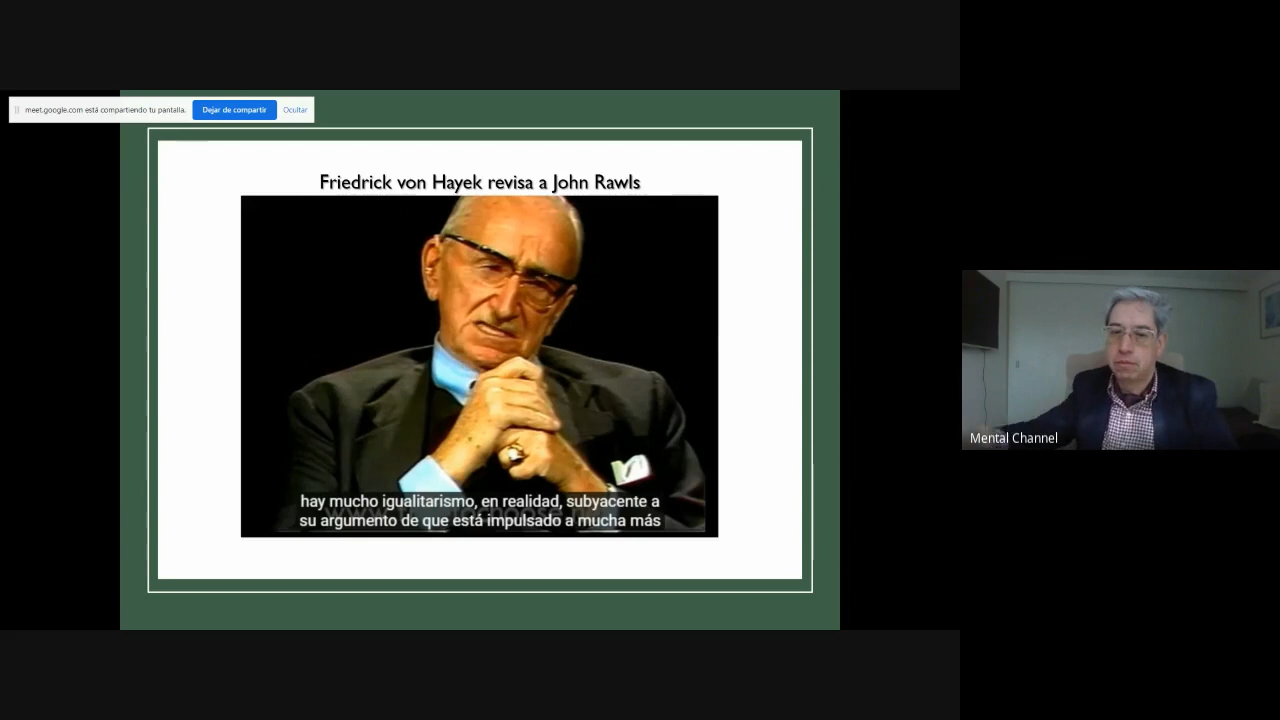 meet.google.com está compartiendo tu pantalla.
Dejar de compartir
Ocultar
Friedrick von Hayek revisa a John Rawls
hay mucho igualitarismo, en realidad, subyacente a
su argumento de que está impulsado a mucha más
Mental Channel